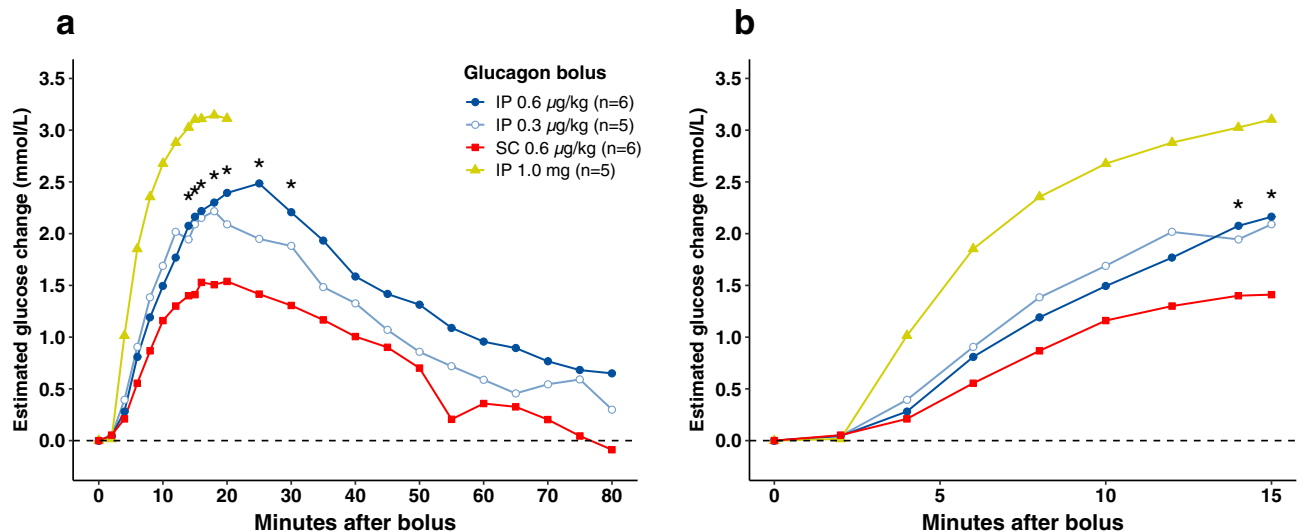 a
Estimated glucose change (mmol/L)
3.5
3.0
2.5
2.0
1.5
1.0
0.5
0.0
Glucagon bolus
IP 0.6 µg/kg (n=6)
IP 0.3 µg/kg (n=5)
SC 0.6 µg/kg (n=6)
IP 1.0 mg (n=5)
* * * * * * *
0 10 20 30 40 50 60 70 80
Minutes after bolus
b
Estimated glucose change (mmol/L)
3.5
3.0
2.5
2.0
1.5
1.0
0.5
0.0
* *
0 5 10 15
Minutes after bolus